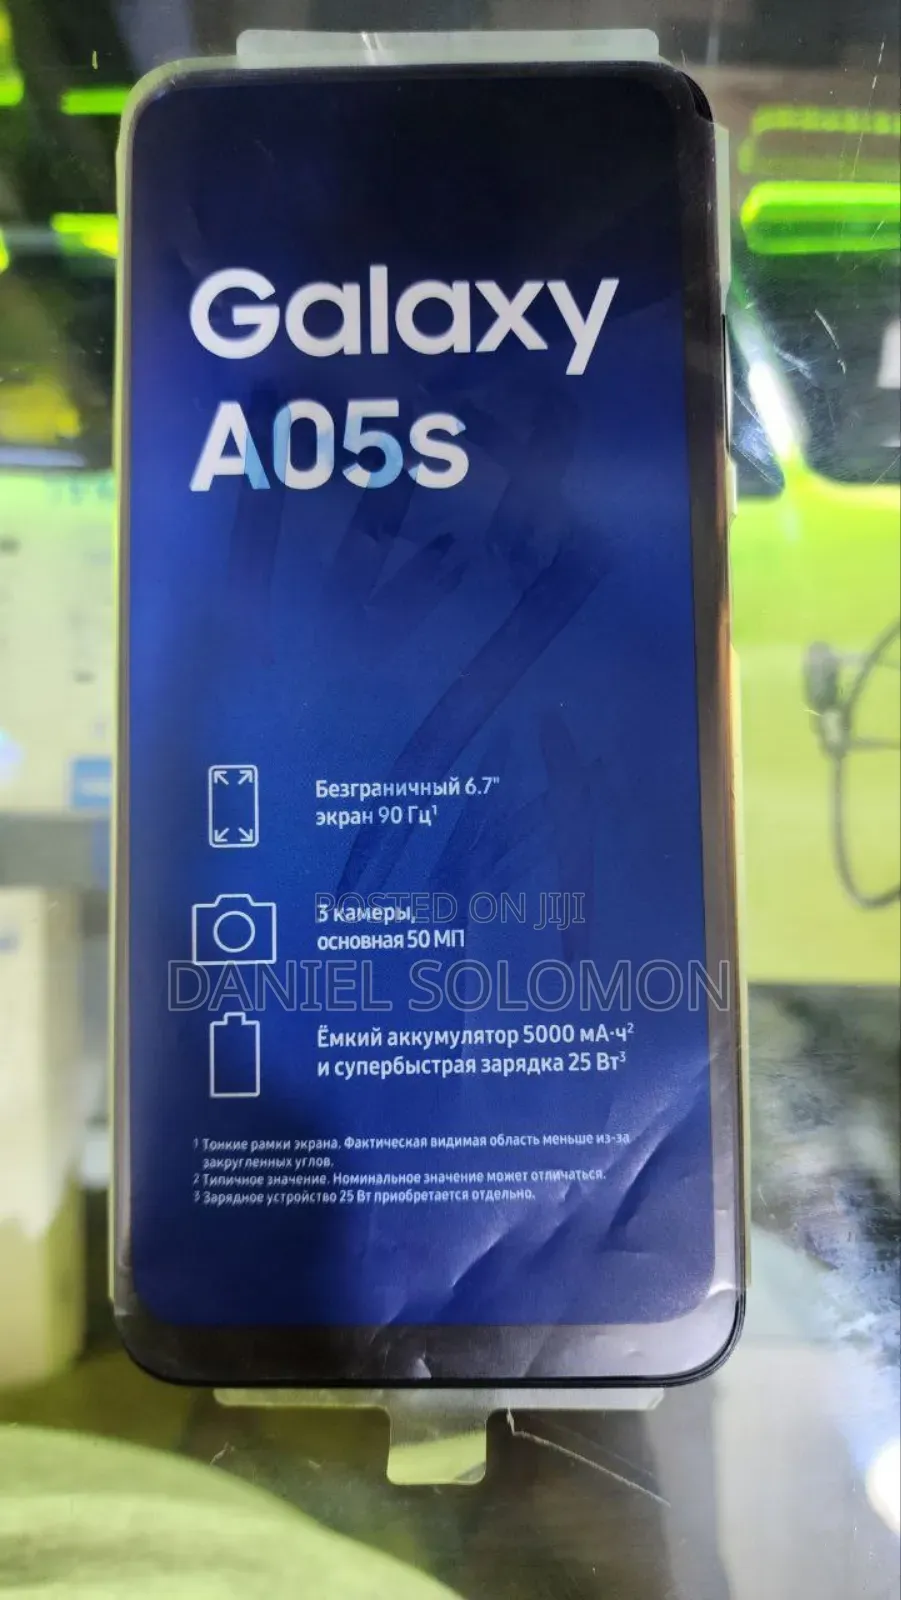 Galaxy
A05s
Безграничный 6.7"
экран 90 Гц¹
POSTED ON JIJI
3 камеры,
основная 50 МП
DANIEL SOLOMON
Ёмкий аккумулятор 5000 мА·ч²
и супербыстрая зарядка 25 Вт³
¹ Тонкие рамки экрана. Фактическая видимая область меньше из-за
закругленных углов.
² Типичное значение. Номинальное значение может отличаться.
³ Зарядное устройство 25 Вт приобретается отдельно.